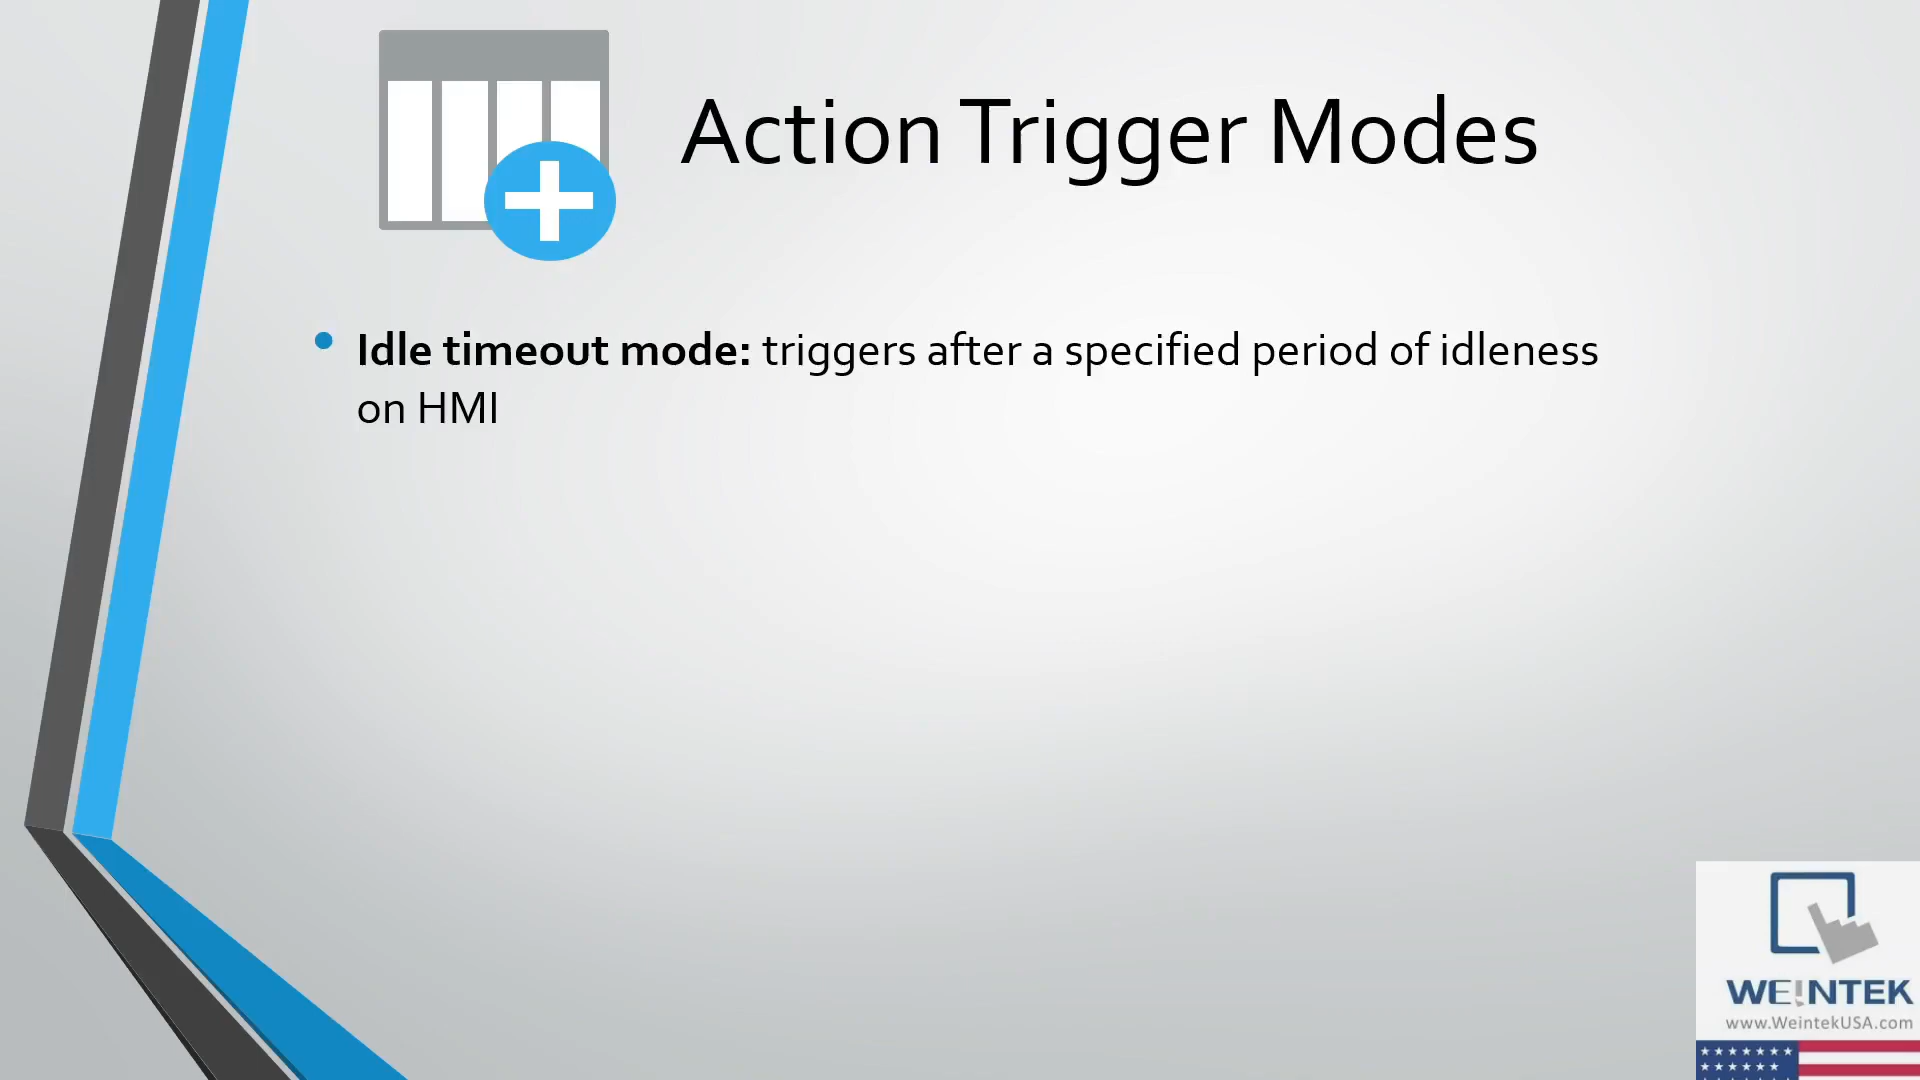 Action Trigger Modes
• Idle timeout mode: triggers after a specified period of idleness
on HMI
WEINTEK
www.WeintekUSA.com